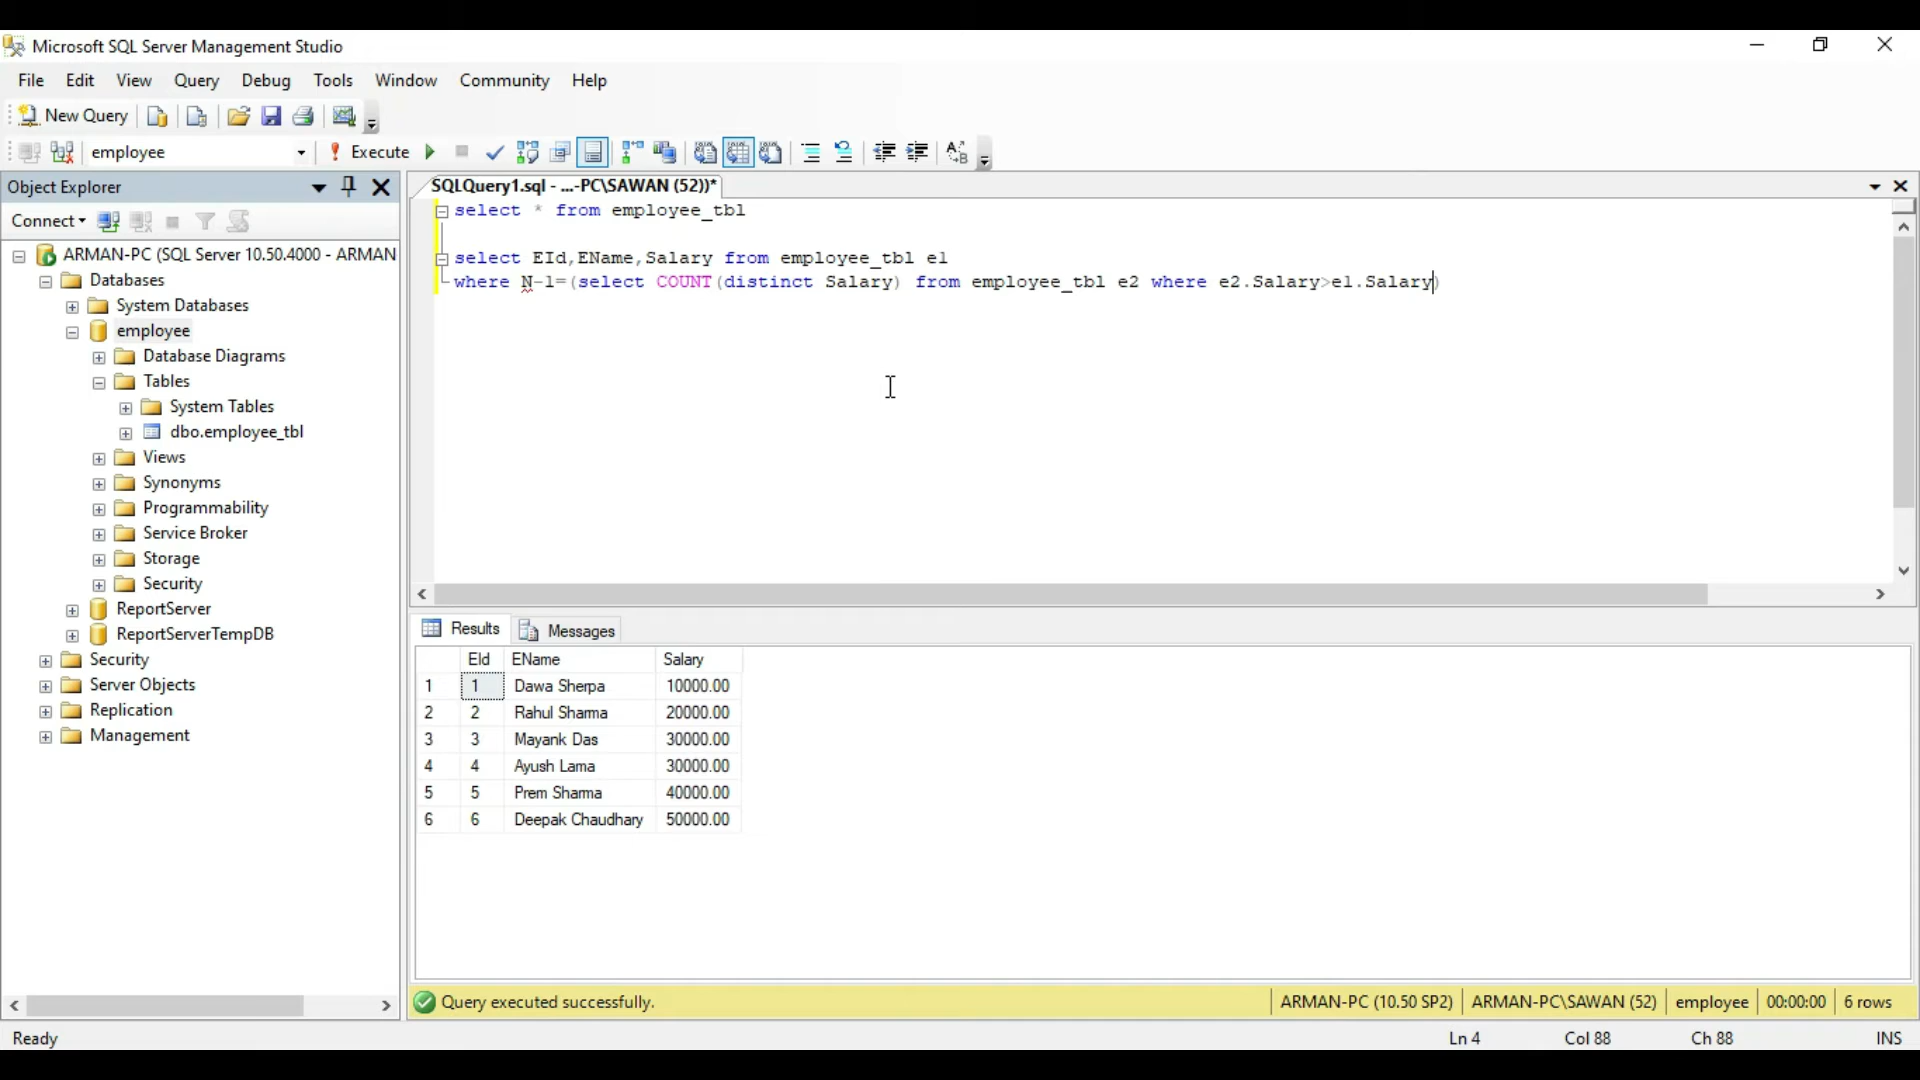 Microsoft SQL Server Management Studio
File Edit View Query Debug Tools Window Community Help
New Query
employee Execute
Object Explorer
SQLQuery1.sql - ...-PC\SAWAN (52))*
Connect
select * from employee_tbl
select EId,EName,Salary from employee_tbl e1
where N-1=(select COUNT(distinct Salary) from employee_tbl e2 where e2.Salary>e1.Salary)
ARMAN-PC (SQL Server 10.50.4000 - ARMAN
Databases
System Databases
employee
Database Diagrams
Tables
System Tables
dbo.employee_tbl
Views
Synonyms
Programmability
Service Broker
Storage
Security
ReportServer
ReportServerTempDB
Security
Server Objects
Replication
Management
Results Messages
EId EName Salary
1 1 Dawa Sherpa 10000.00
2 2 Rahul Sharma 20000.00
3 3 Mayank Das 30000.00
4 4 Ayush Lama 30000.00
5 5 Prem Sharma 40000.00
6 6 Deepak Chaudhary 50000.00
Query executed successfully. ARMAN-PC (10.50 SP2) ARMAN-PC\SAWAN (52) employee 00:00:00 6 rows
Ready Ln 4 Col 88 Ch 88 INS